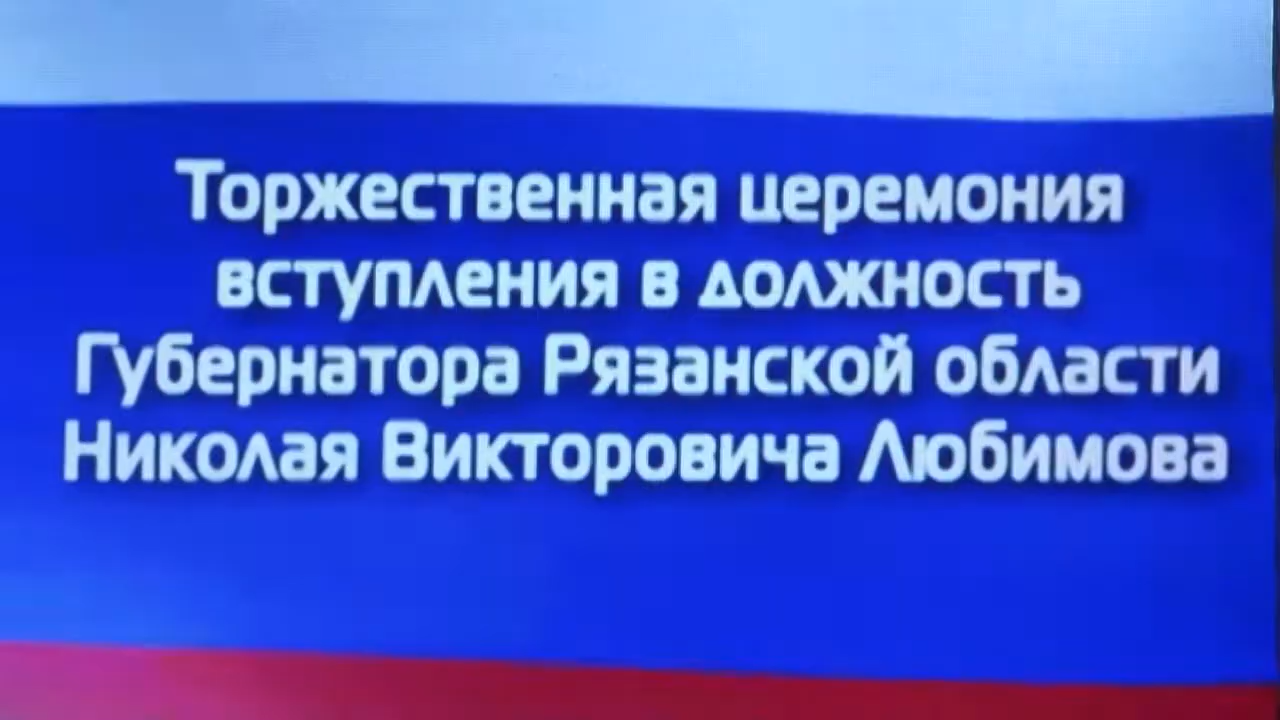 Торжественная церемония
вступления в должность
Губернатора Рязанской области
Николая Викторовича Любимова